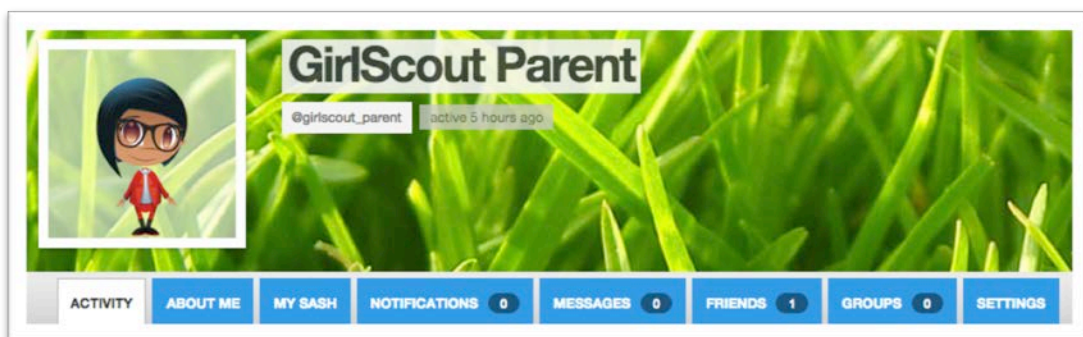 GirlScout Parent
@girlscout_parent active 5 hours ago
ACTIVITY ABOUT ME MY SASH NOTIFICATIONS 0 MESSAGES 0 FRIENDS 1 GROUPS 0 SETTINGS